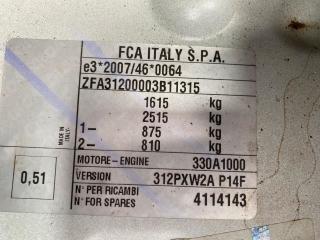 FCA ITALY S.P.A.
e3*2007/46*0064
ZFA31200003B11315
1615 kg
2515 kg
1— 875 kg
2— 810 kg
MADE IN ITALY:
MOTORE-ENGINE 330A1000
VERSION 312PXW2A P14F
0,51
N° PER RICAMBI
N° FOR SPARES 4114143